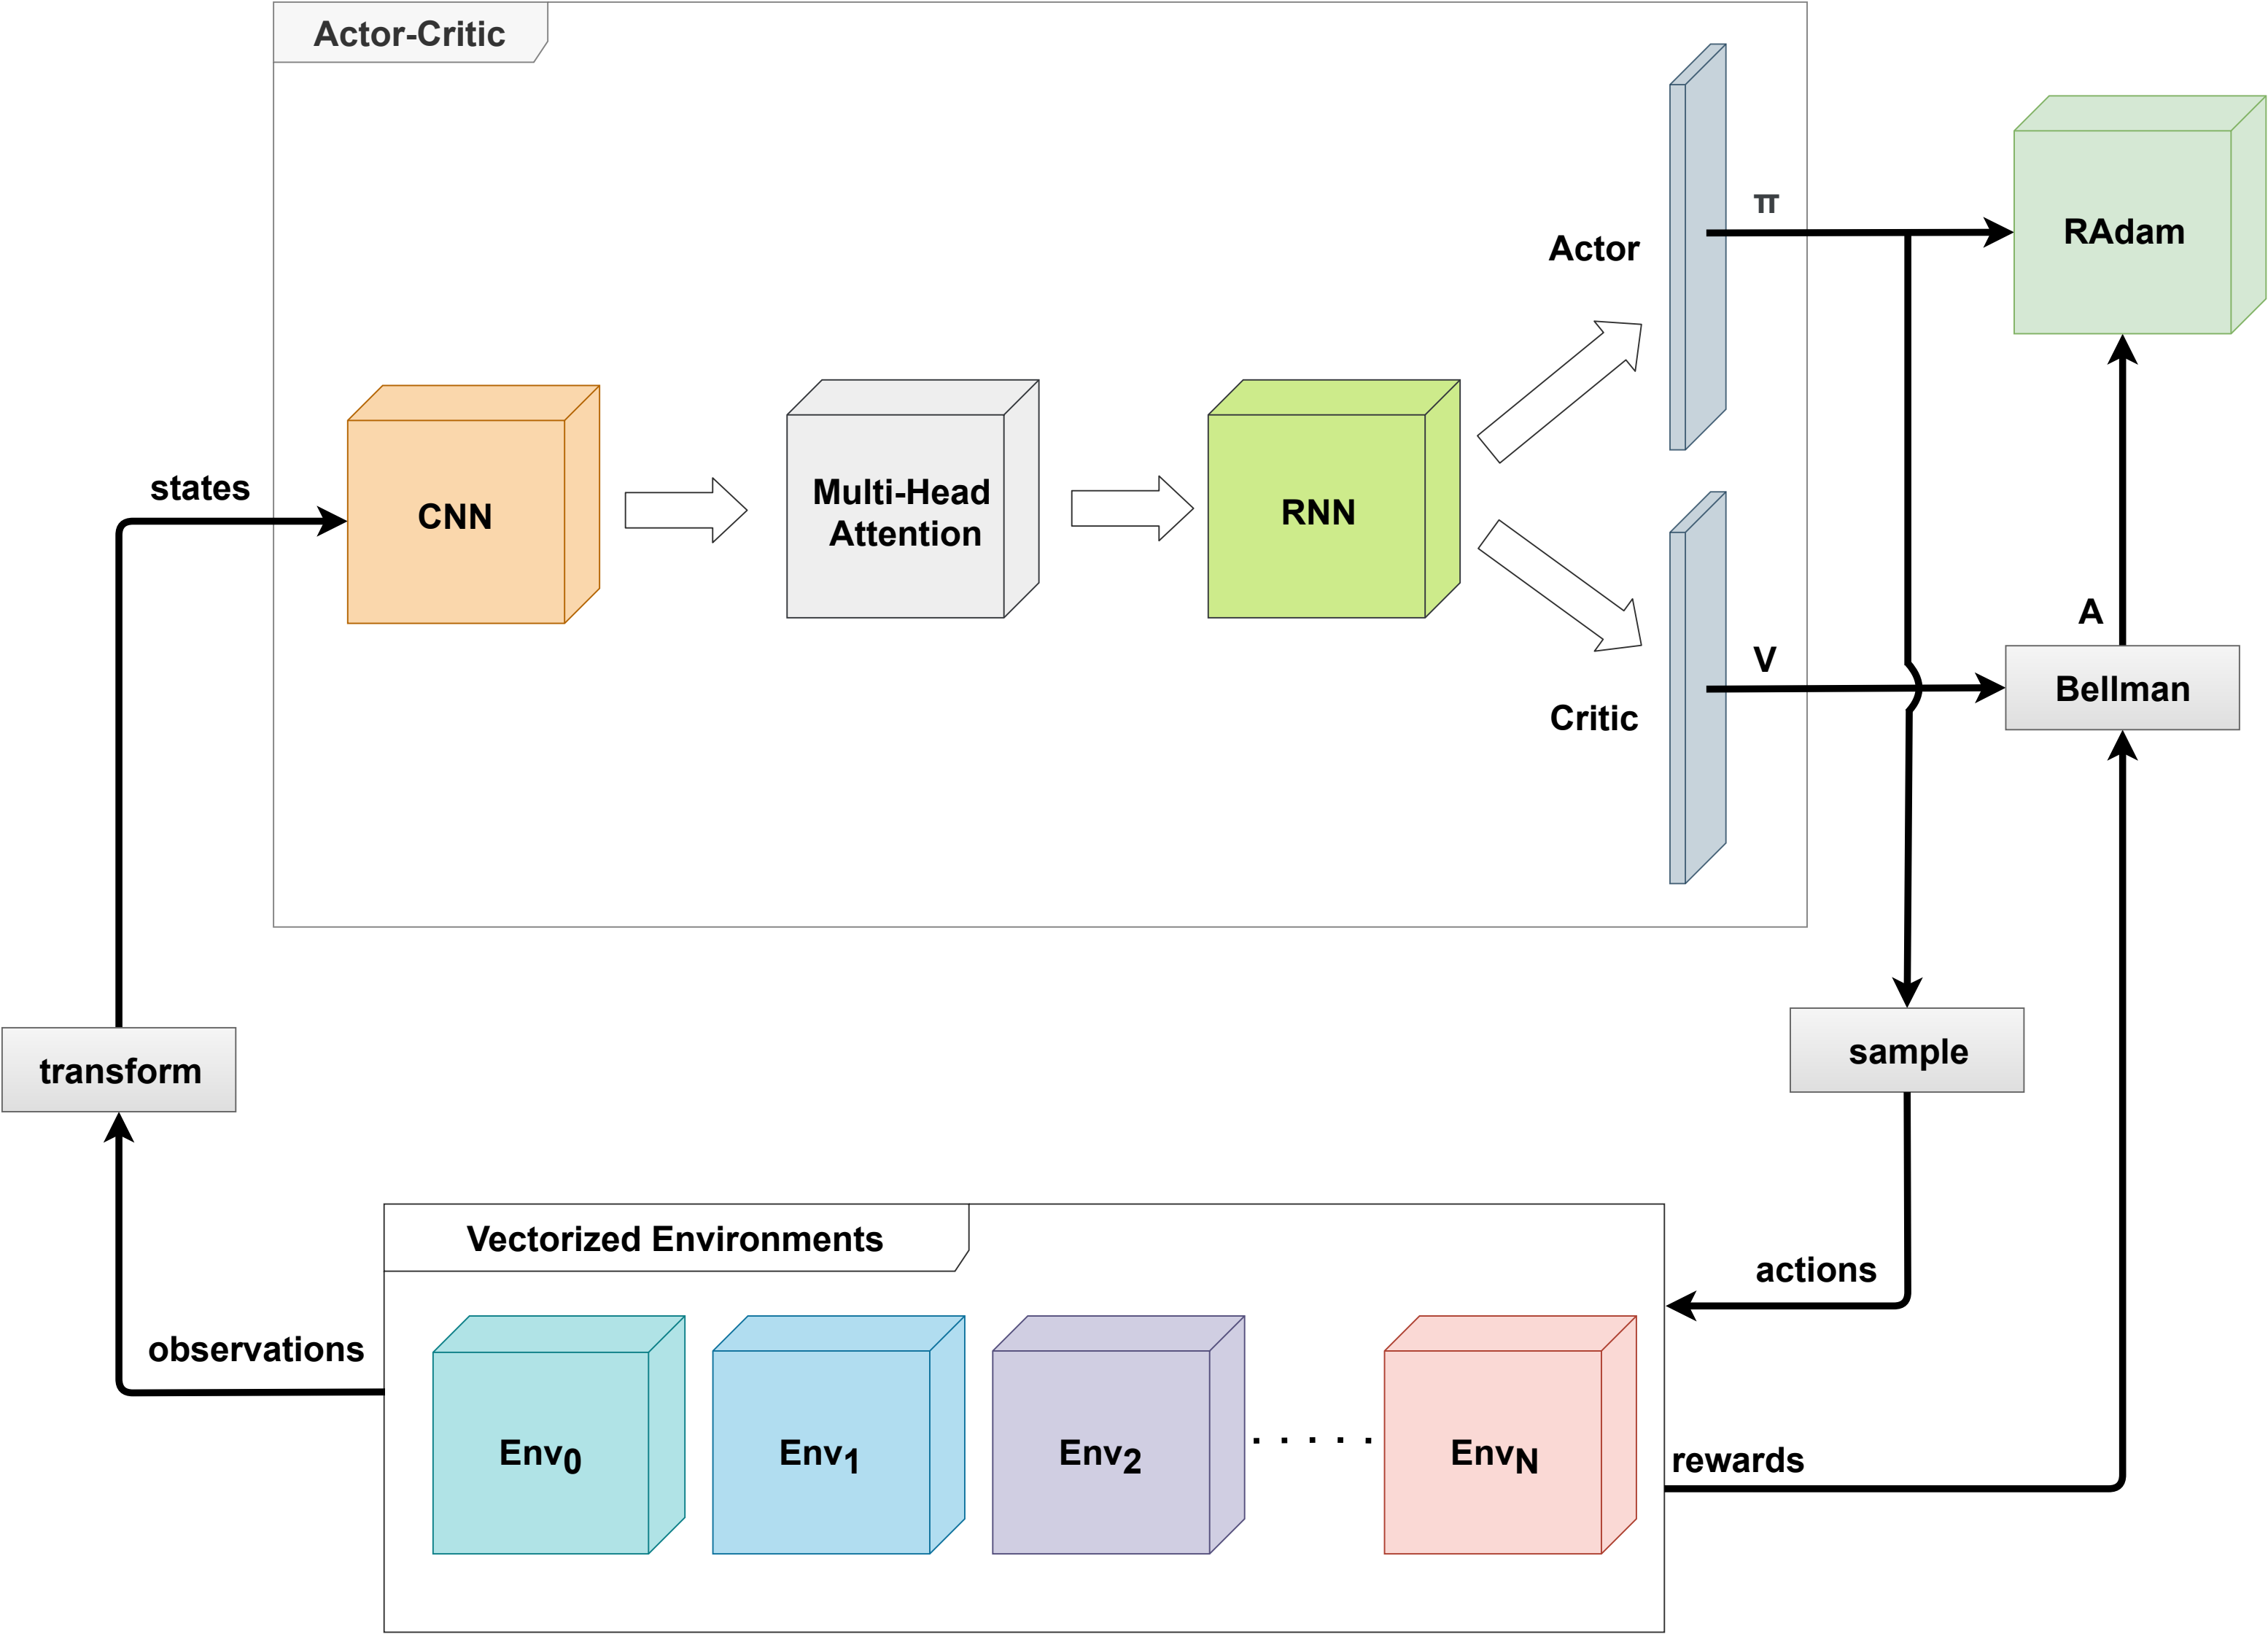 Actor-Critic
π
Actor
RAdam
states
CNN
Multi-Head
Attention
RNN
A
V
Bellman
Critic
transform
sample
Vectorized Environments
actions
observations
Env0
Env1
Env2
. . . . .
EnvN
rewards